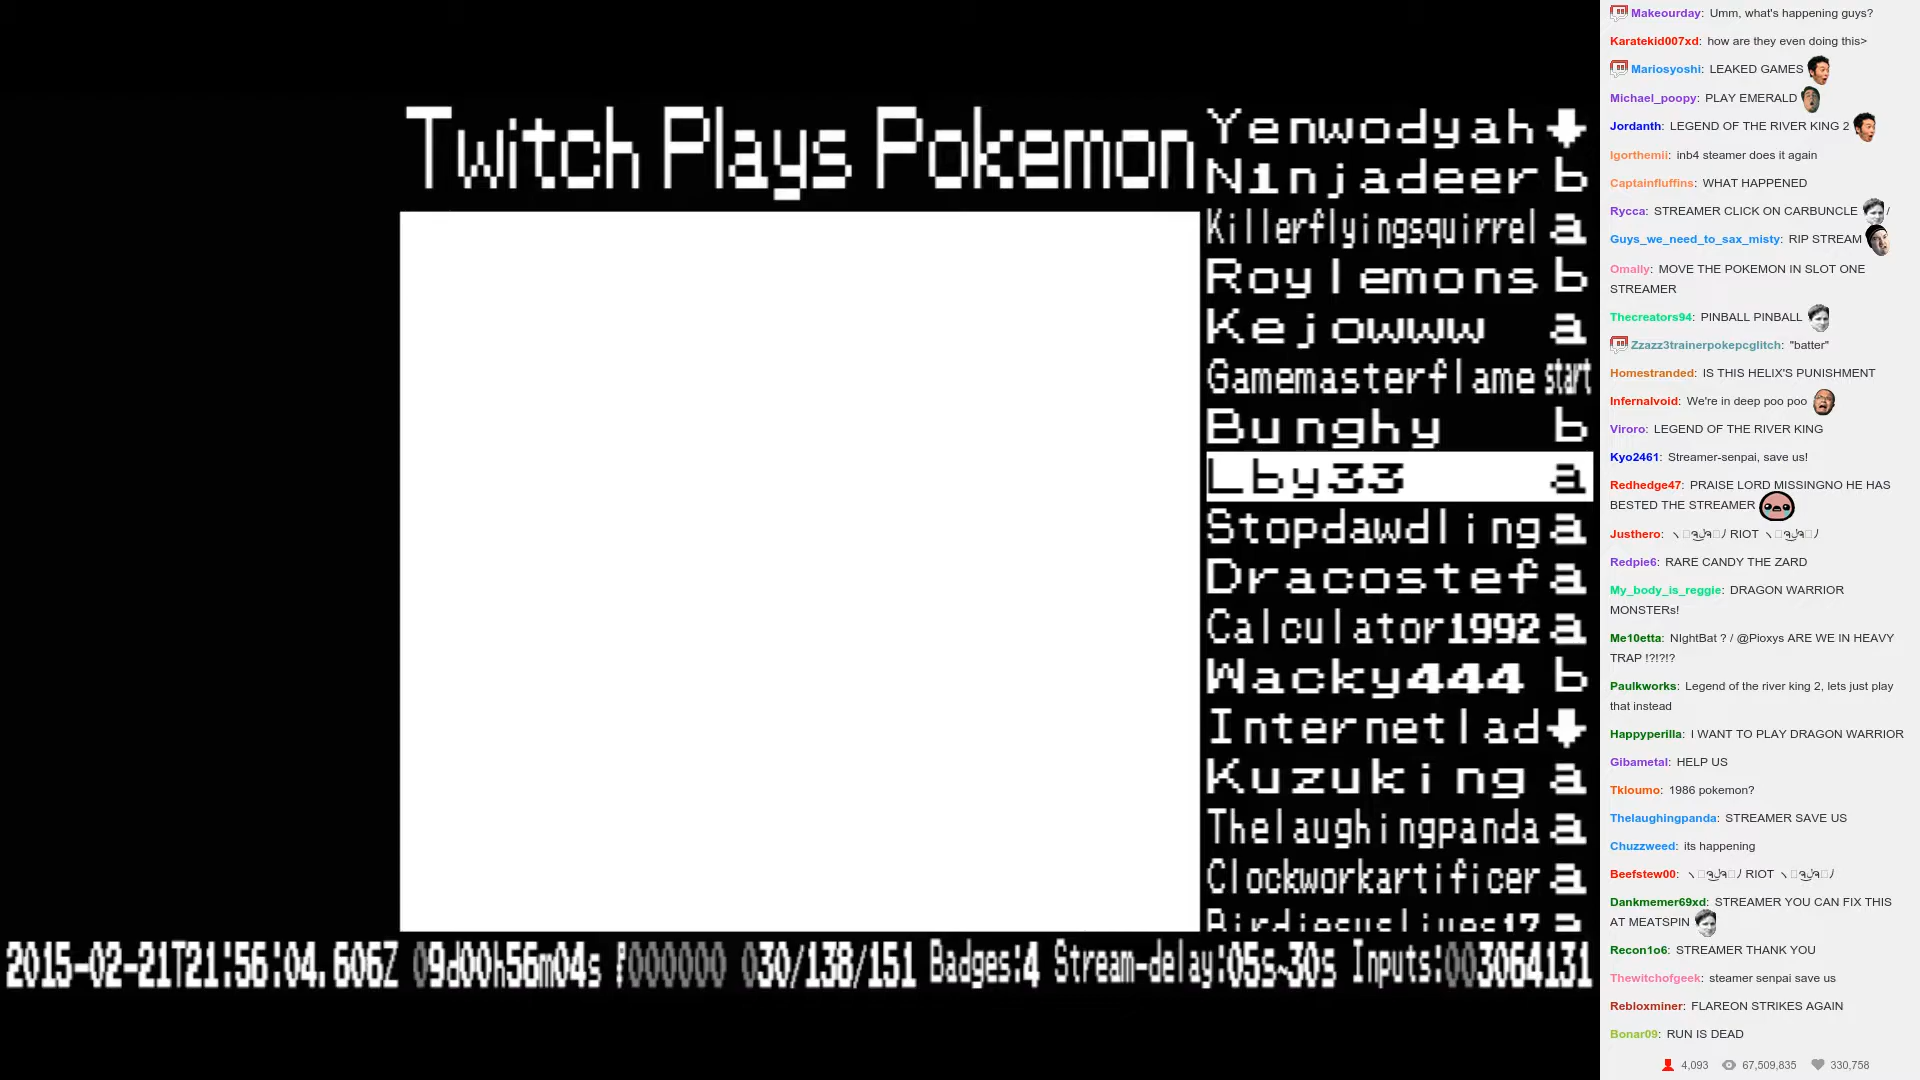 Twitch Plays Pokemon
Yenwodyah
N1njadeer b
Killerflyingsquirrel a
Roylemons b
Kejowww a
Gamemasterflame start
Bunghy b
Lby33 a
Stopdawdling a
Dracostef a
Calculator1992 a
Wacky444 b
Internetlad
Kuzuking a
Thelaughingpanda a
Clockworkartificer a
Birdjesuslives17 a
2015-02-21T21:56:04.606Z 09d00h56m04s ₽000000 030/138/151 Badges:4 Stream-delay:05s~30s Inputs:003064131
Makeourday: Umm, what's happening guys?
Karatekid007xd: how are they even doing this>
Mariosyoshi: LEAKED GAMES
Michael_poopy: PLAY EMERALD
Jordanth: LEGEND OF THE RIVER KING 2
Igorthemii: inb4 steamer does it again
Captainfluffins: WHAT HAPPENED
Rycca: STREAMER CLICK ON CARBUNCLE /
Guys_we_need_to_sax_misty: RIP STREAM
Omally: MOVE THE POKEMON IN SLOT ONE
STREAMER
Thecreators94: PINBALL PINBALL
Zzazz3trainerpokepcglitch: "batter"
Homestranded: IS THIS HELIX'S PUNISHMENT
Infernalvoid: We're in deep poo poo
Viroro: LEGEND OF THE RIVER KING
Kyo2461: Streamer-senpai, save us!
Redhedge47: PRAISE LORD MISSINGNO HE HAS
BESTED THE STREAMER
Justhero: RIOT
Redpie6: RARE CANDY THE ZARD
My_body_is_reggie: DRAGON WARRIOR
MONSTERs!
Me10etta: NIghtBat ? / @Pioxys ARE WE IN HEAVY
TRAP !?!?!?
Paulkworks: Legend of the river king 2, lets just play
that instead
Happyperilla: I WANT TO PLAY DRAGON WARRIOR
Gibametal: HELP US
Tkloumo: 1986 pokemon?
Thelaughingpanda: STREAMER SAVE US
Chuzzweed: its happening
Beefstew00: RIOT
Dankmemer69xd: STREAMER YOU CAN FIX THIS
AT MEATSPIN
Recon1o6: STREAMER THANK YOU
Thewitchofgeek: steamer senpai save us
Rebloxminer: FLAREON STRIKES AGAIN
Bonar09: RUN IS DEAD
4,093 67,509,835 330,758